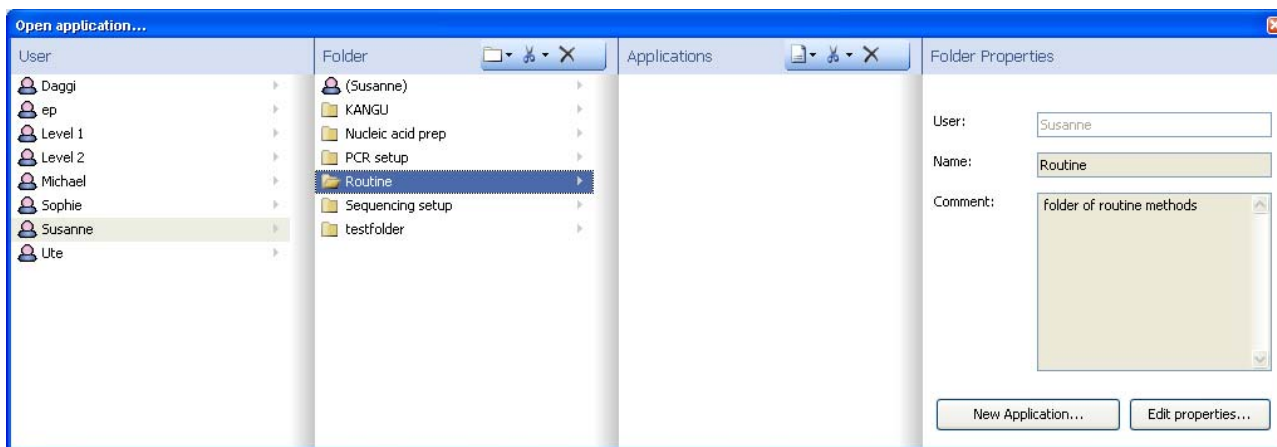 Open application...
User
Folder
Applications
Folder Properties
Daggi
ep
Level 1
Level 2
Michael
Sophie
Susanne
Ute
(Susanne)
KANGU
Nucleic acid prep
PCR setup
Routine
Sequencing setup
testfolder
User:
Susanne
Name:
Routine
Comment:
folder of routine methods
New Application...
Edit properties...